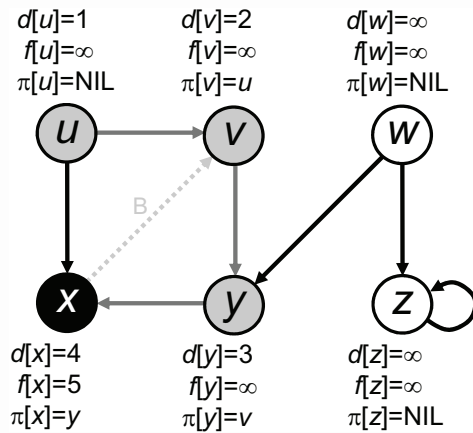 d[u]=1
f[u]=∞
π[u]=NIL
d[v]=2
f[v]=∞
π[v]=u
d[w]=∞
f[w]=∞
π[w]=NIL
u
v
w
B
x
y
z
d[x]=4
f[x]=5
π[x]=y
d[y]=3
f[y]=∞
π[y]=v
d[z]=∞
f[z]=∞
π[z]=NIL